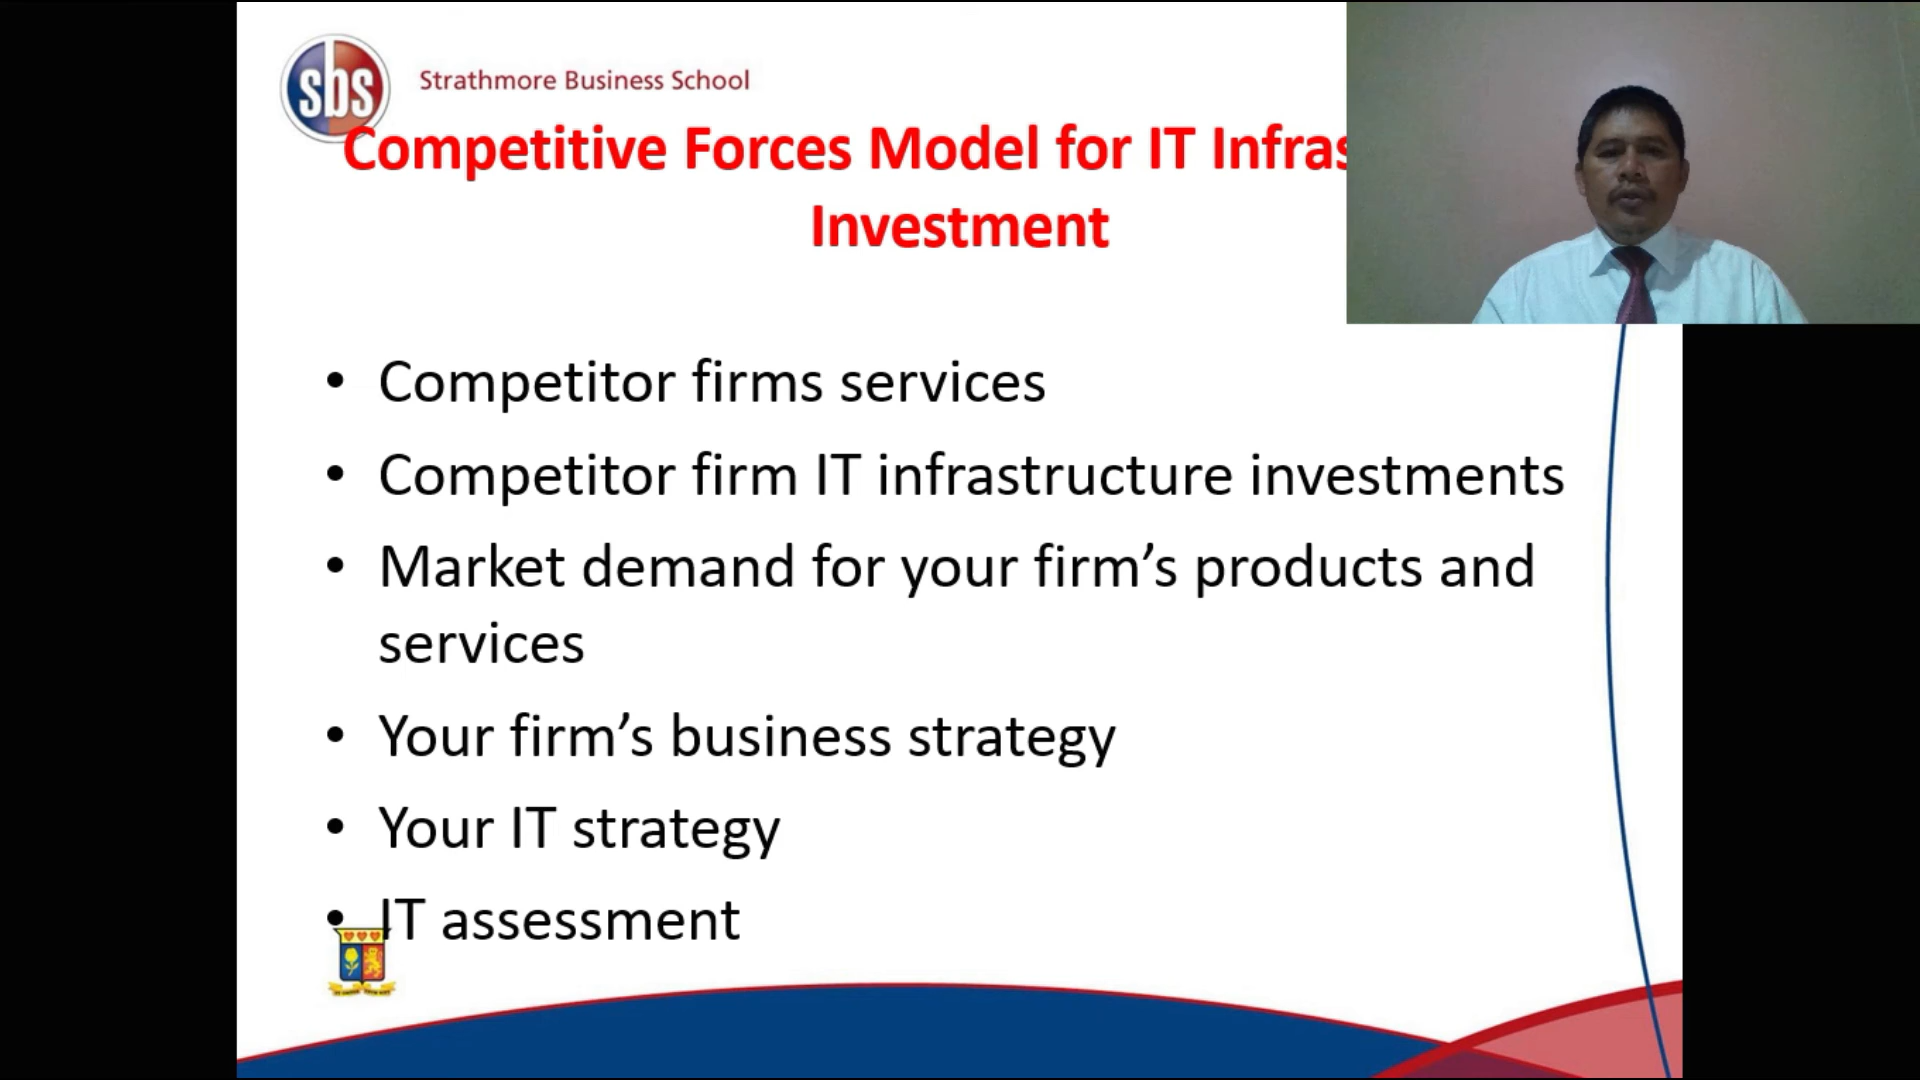 sbs
Strathmore Business School
Competitive Forces Model for IT Infras
Investment
• Competitor firms services
• Competitor firm IT infrastructure investments
• Market demand for your firm’s products and
services
• Your firm’s business strategy
• Your IT strategy
• IT assessment